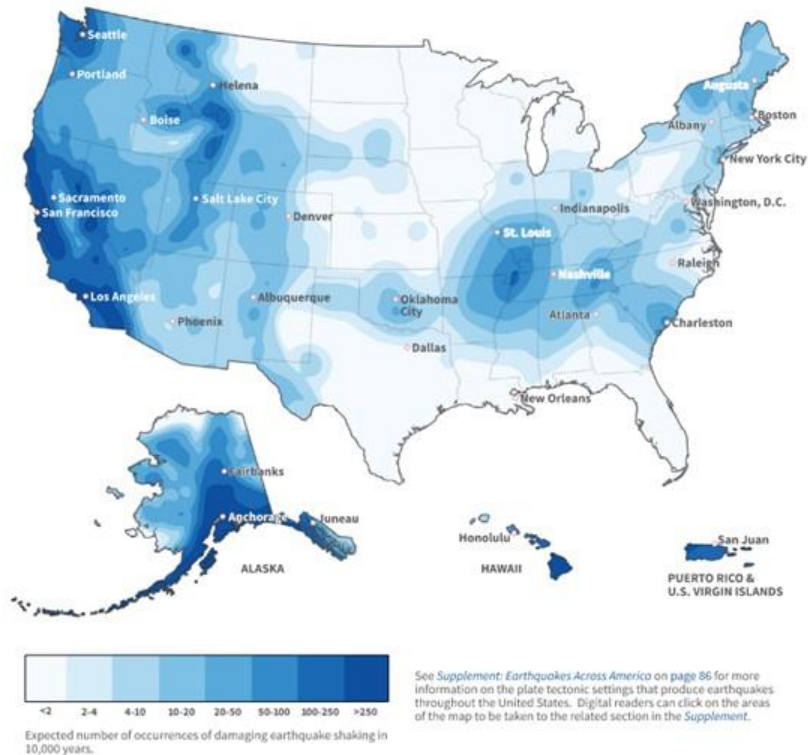 Seattle
Portland
Helena
Boise
Augusta
Boston
Albany
New York City
Sacramento
San Francisco
Salt Lake City
Denver
Indianapolis
Washington, D.C.
St. Louis
Nashville
Raleigh
Los Angeles
Albuquerque
Oklahoma
City
Phoenix
Atlanta
Charleston
Dallas
New Orleans
Fairbanks
Anchorage
Juneau
ALASKA
Honolulu
HAWAII
San Juan
PUERTO RICO &
U.S. VIRGIN ISLANDS
<2 2-4 4-10 10-20 20-50 50-100 100-250 >250
Expected number of occurrences of damaging earthquake shaking in
10,000 years.
See Supplement: Earthquakes Across America on page 86 for more
information on the plate tectonic settings that produce earthquakes
throughout the United States. Digital readers can click on the areas
of the map to be taken to the related section in the Supplement.